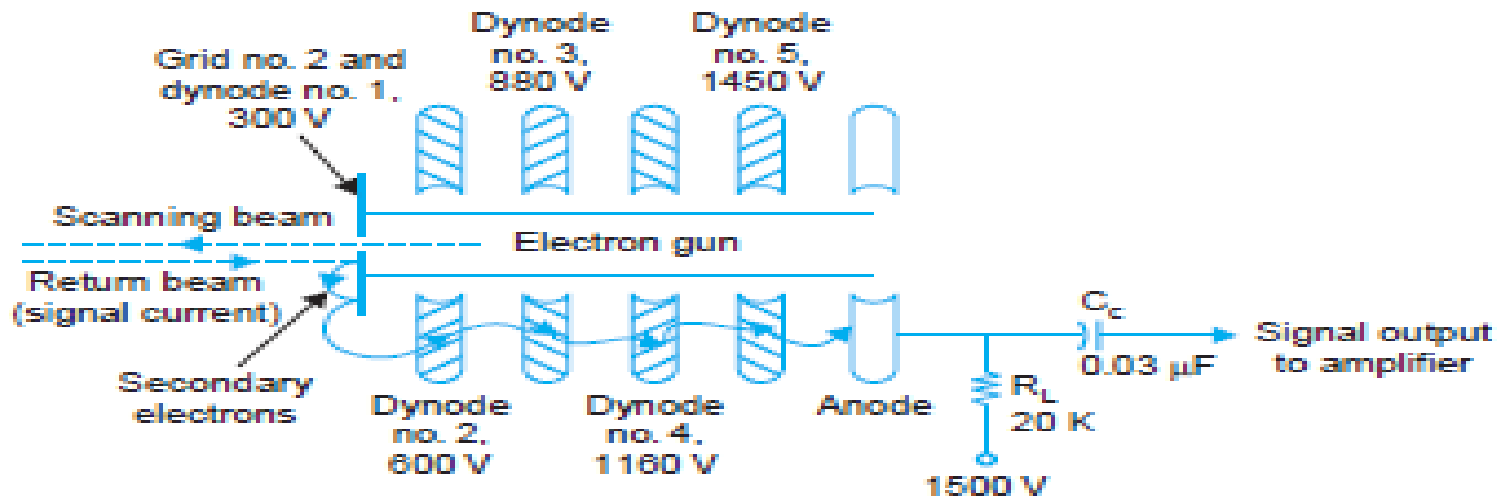 Dynode
no. 3,
880 V
Dynode
no. 5,
1450 V
Grid no. 2 and
dynode no. 1,
300 V
Scanning beam
Electron gun
Return beam
(signal current)
Secondary
electrons
Dynode
no. 2,
600 V
Dynode
no. 4,
1160 V
Anode
R_L
20 K
1500 V
C_c
0.03 μF
Signal output
to amplifier